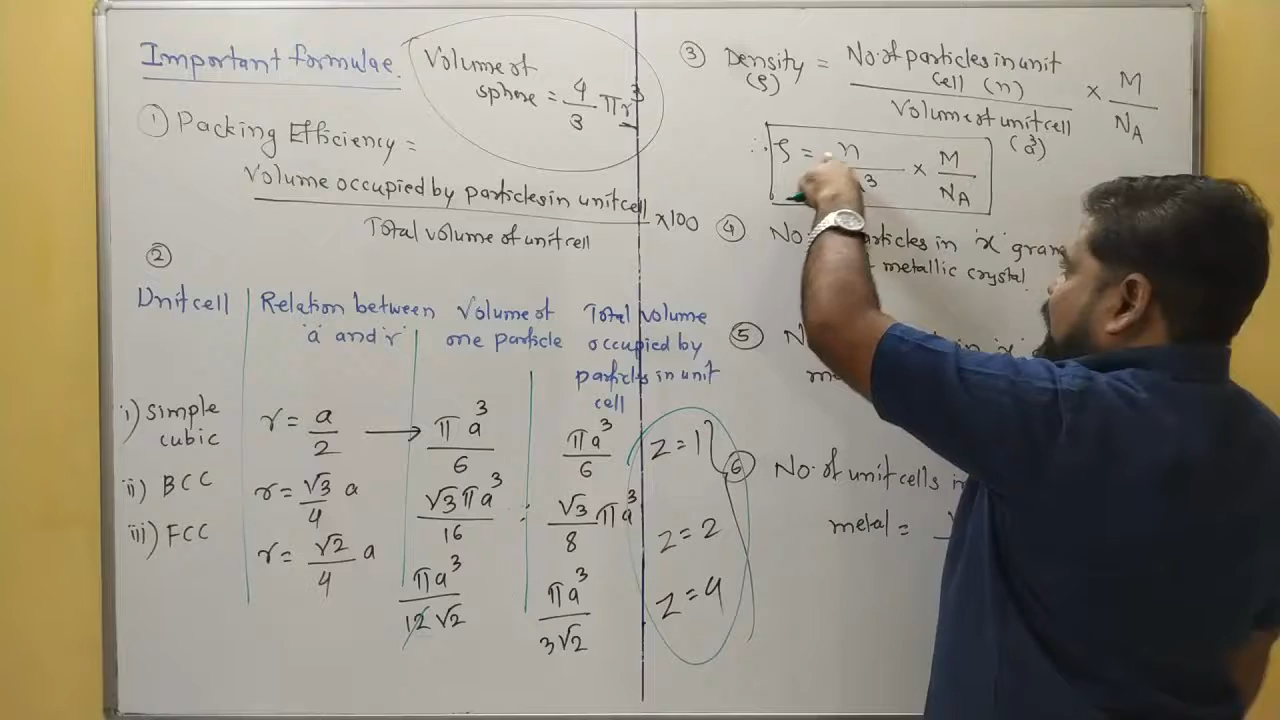 Important formulae.
Volume of
sphere = 4/3 πr³
① Packing Efficiency =
Volume occupied by particles in unit cell / Total volume of unit cell ×100
②
Unit cell | Relation between 'a' and 'r' | Volume of one particle | Total volume occupied by particles in unit cell
i) Simple cubic r = a/2 → πa³/6 πa³/6 Z=1
ii) BCC r = √3/4 a √3πa³/16 : √3/8 πa³ Z=2
iii) FCC r = √2/4 a πa³/12√2 πa³/3√2 Z=4
③ Density (ρ) = No. of particles in unit cell (n) / Volume of unit cell (a³) × M/N_A
∴ ρ = n/ ³ × M/N_A
④ No particles in 'x' gram
metallic crystal.
⑤ in 'x'
⑥ No. of unit cells
metal =